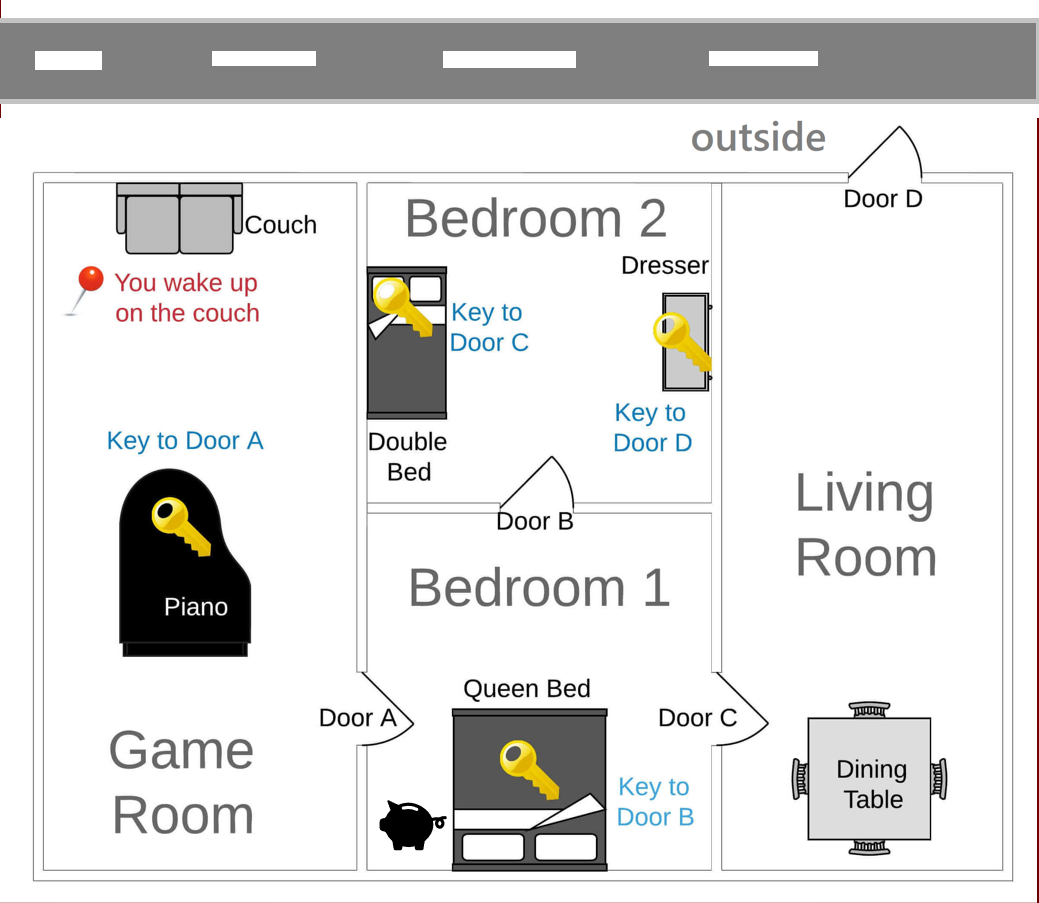 outside
Door D
Couch
You wake up
on the couch
Bedroom 2
Dresser
Key to
Door C
Key to
Door D
Double
Bed
Door B
Key to Door A
Piano
Living
Room
Bedroom 1
Queen Bed
Door A
Door C
Key to
Door B
Game
Room
Dining
Table